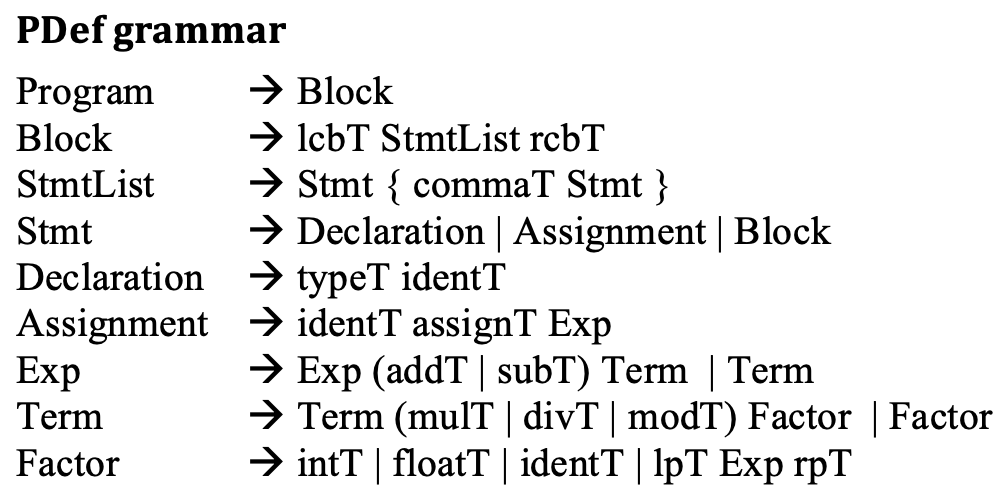 PDef grammar
Program → Block
Block → lcbT StmtList rcbT
StmtList → Stmt { commaT Stmt }
Stmt → Declaration | Assignment | Block
Declaration → typeT identT
Assignment → identT assignT Exp
Exp → Exp (addT | subT) Term | Term
Term → Term (mulT | divT | modT) Factor | Factor
Factor → intT | floatT | identT | lpT Exp rpT